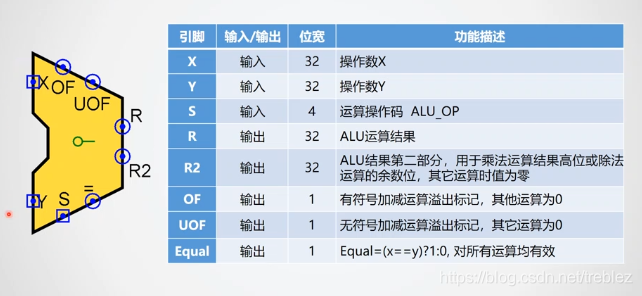 X
OF
UOF
R
R2
Y
S
=
引脚 输入/输出 位宽 功能描述
X 输入 32 操作数X
Y 输入 32 操作数Y
S 输入 4 运算操作码 ALU_OP
R 输出 32 ALU运算结果
R2 输出 32 ALU结果第二部分，用于乘法运算结果高位或除法
运算的余数位，其它运算时值为零
OF 输出 1 有符号加减运算溢出标记，其他运算为0
UOF 输出 1 无符号加减运算溢出标记，其它运算为0
Equal 输出 1 Equal=(x==y)?1:0, 对所有运算均有效
https://blog.csdn.net/treblez